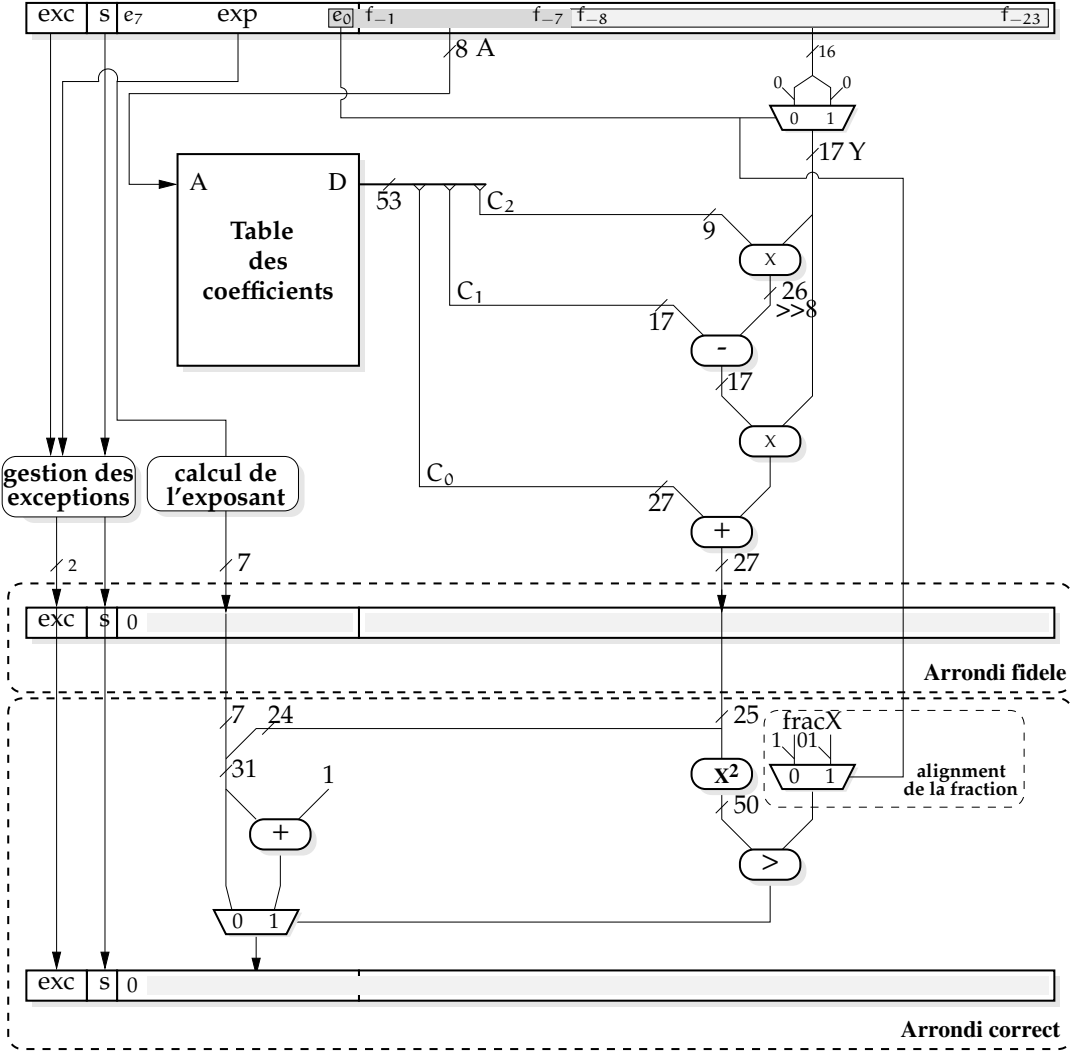 exc s e₇ exp e₀ f₋₁ f₋₇ f₋₈ f₋₂₃
8 A
16
0 0
0 1
17 Y
A D
53
C₂
9
Table
des
coefficients
x
26
>>8
C₁
17
-
17
x
C₀
27
+
27
gestion des
exceptions
calcul de
l'exposant
2
7
exc s 0
Arrondi fidele
7
24
25
fracX
1 01
0 1
alignment
de la fraction
31
1
X²
50
+
>
0 1
exc s 0
Arrondi correct